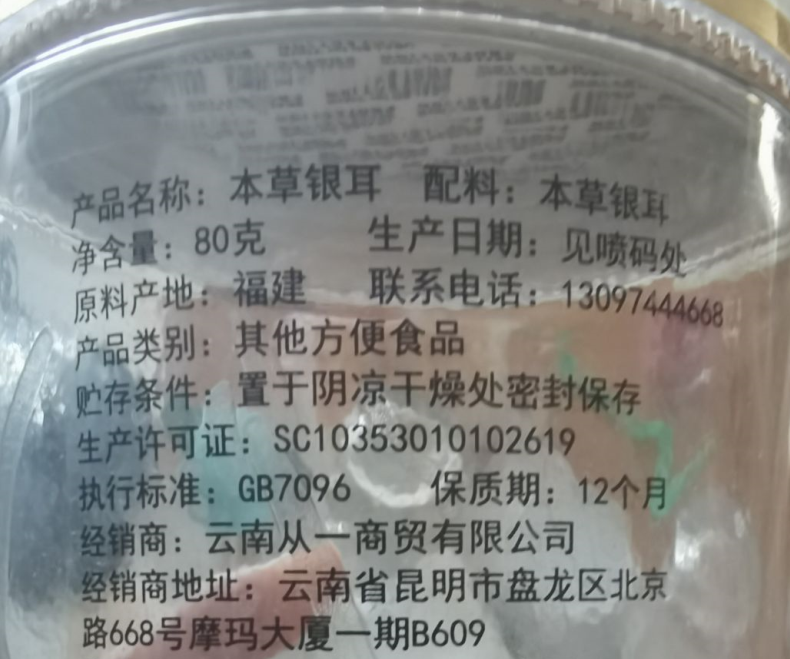 产品名称：本草银耳 配料：本草银耳
净含量：80克 生产日期：见喷码处
原料产地：福建 联系电话：13097444668
产品类别：其他方便食品
贮存条件：置于阴凉干燥处密封保存
生产许可证：SC10353010102619
执行标准：GB7096 保质期：12个月
经销商：云南从一商贸有限公司
经销商地址：云南省昆明市盘龙区北京
路668号摩玛大厦一期B609